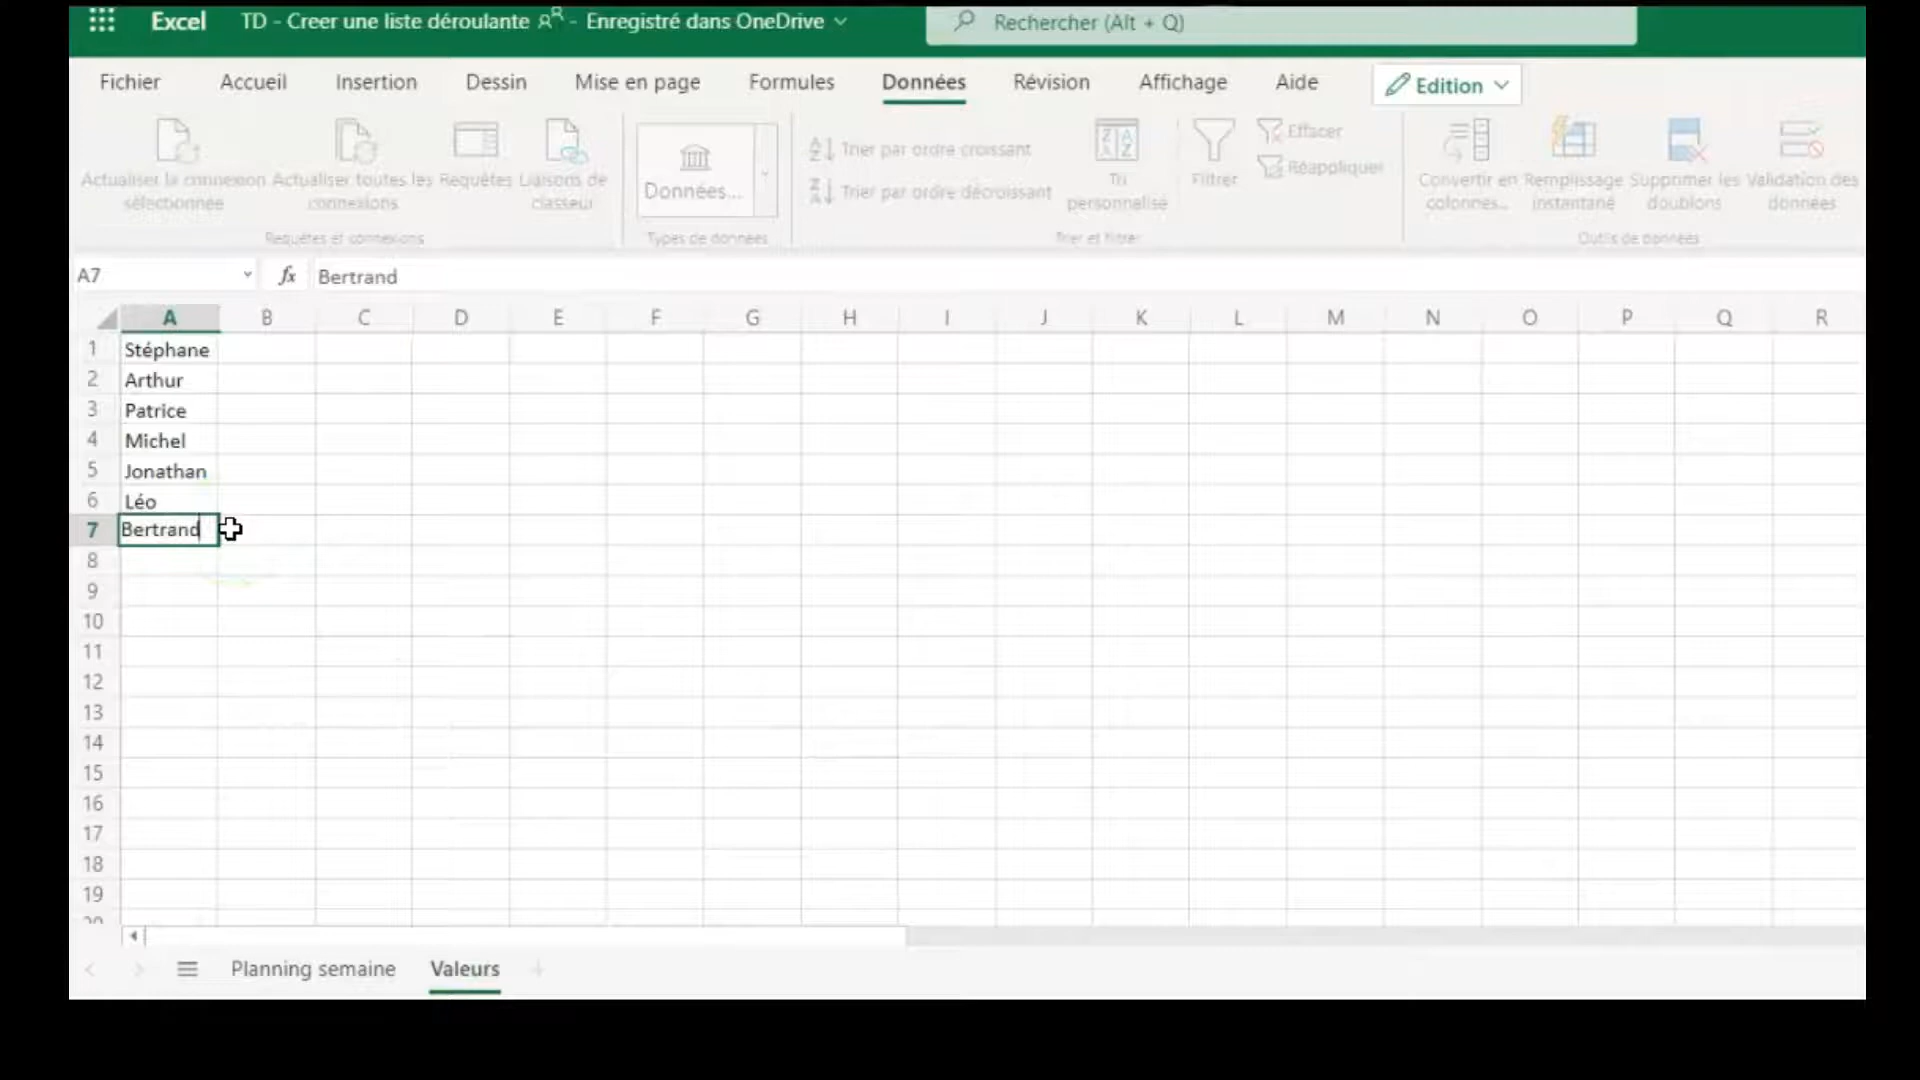 Excel TD - Creer une liste déroulante - Enregistré dans OneDrive Rechercher (Alt + Q)
Fichier Accueil Insertion Dessin Mise en page Formules Données Révision Affichage Aide Edition
Actualiser la connexion sélectionnée
Actualiser toutes les connexions
Requêtes
Liaisons de classeur
Requêtes et connexions
Données...
Types de données
Trier par ordre croissant
Trier par ordre décroissant
Tri personnalisé
Filtrer
Effacer
Réappliquer
Trier et filtrer
Convertir en colonnes...
Remplissage instantané
Supprimer les doublons
Validation des données
Outils de données
A7 fx Bertrand
A B C D E F G H I J K L M N O P Q R
1 Stéphane
2 Arthur
3 Patrice
4 Michel
5 Jonathan
6 Léo
7 Bertrand
8
9
10
11
12
13
14
15
16
17
18
19
20
Planning semaine Valeurs